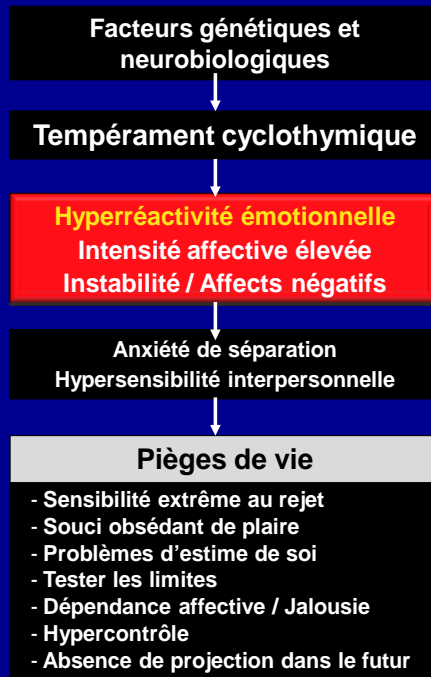 Facteurs génétiques et
neurobiologiques
Tempérament cyclothymique
Hyperréactivité émotionnelle
Intensité affective élevée
Instabilité / Affects négatifs
Anxiété de séparation
Hypersensibilité interpersonnelle
Pièges de vie
- Sensibilité extrême au rejet
- Souci obsédant de plaire
- Problèmes d'estime de soi
- Tester les limites
- Dépendance affective / Jalousie
- Hypercontrôle
- Absence de projection dans le futur